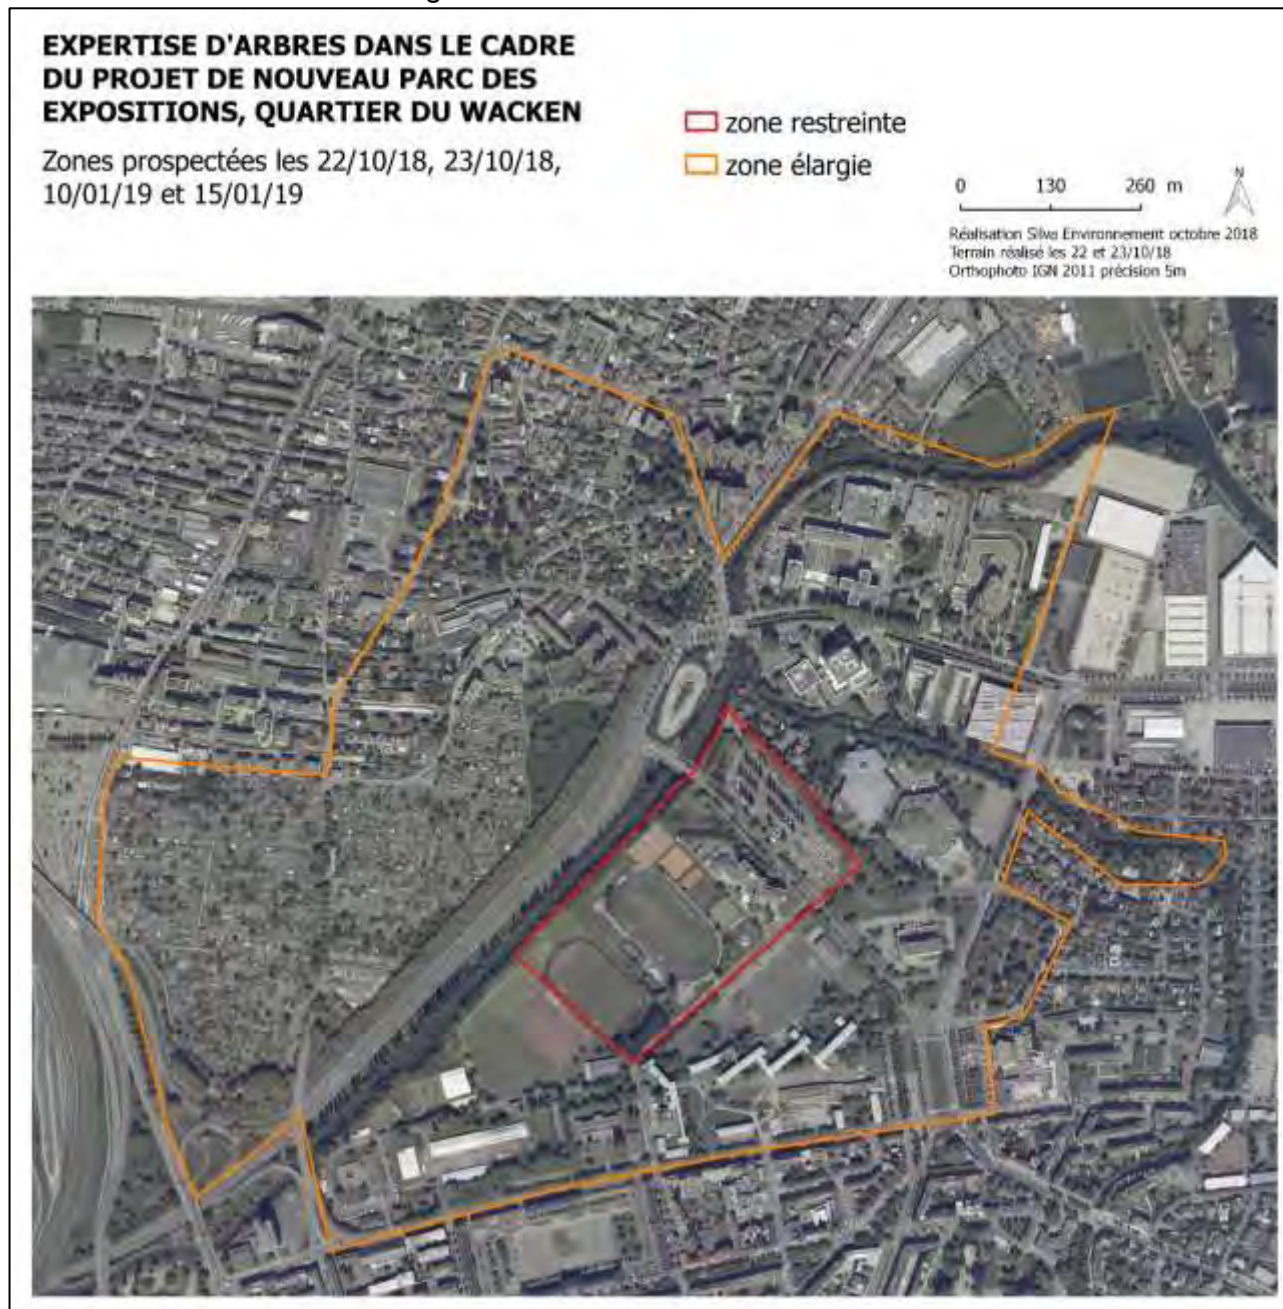 EXPERTISE D'ARBRES DANS LE CADRE
DU PROJET DE NOUVEAU PARC DES
EXPOSITIONS, QUARTIER DU WACKEN
Zones prospectées les 22/10/18, 23/10/18,
10/01/19 et 15/01/19
zone restreinte
zone élargie
0 130 260 m
N
Réalisation Silva Environnement octobre 2018
Terrain réalisé les 22 et 23/10/18
Orthophoto IGN 2011 précision 5m